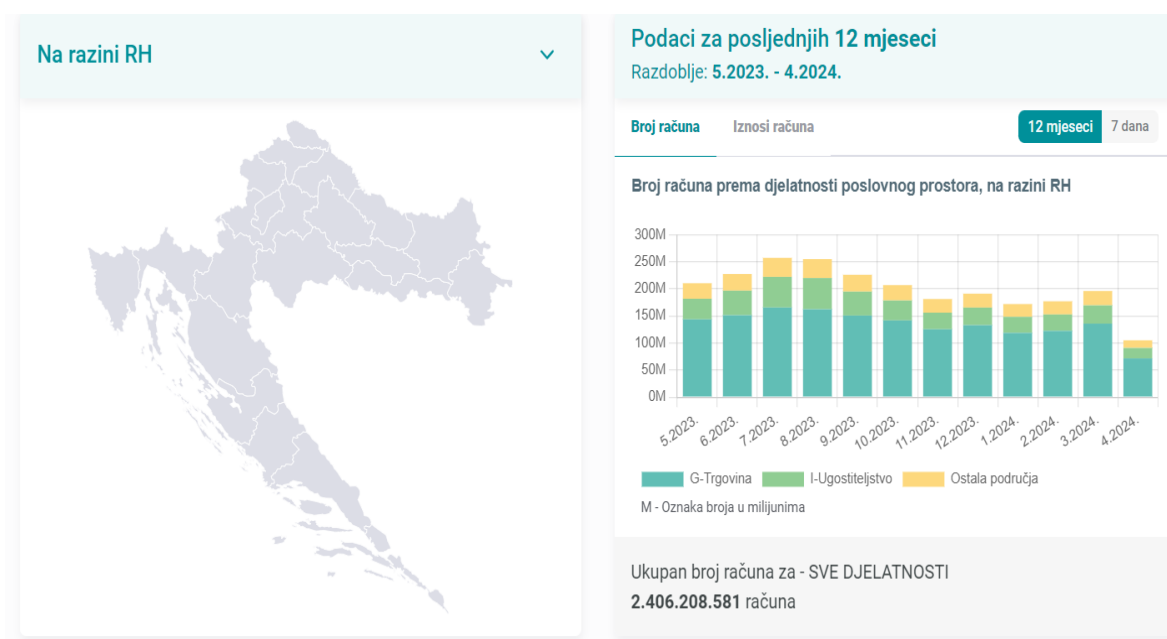 Na razini RH
Podaci za posljednjih 12 mjeseci
Razdoblje: 5.2023. - 4.2024.
Broj računa
Iznosi računa
12 mjeseci
7 dana
Broj računa prema djelatnosti poslovnog prostora, na razini RH
300M
250M
200M
150M
100M
50M
0M
5.2023.
6.2023.
7.2023.
8.2023.
9.2023.
10.2023.
11.2023.
12.2023.
1.2024.
2.2024.
3.2024.
4.2024.
G-Trgovina
I-Ugostiteljstvo
Ostala područja
M - Oznaka broja u milijunima
Ukupan broj računa za - SVE DJELATNOSTI
2.406.208.581 računa